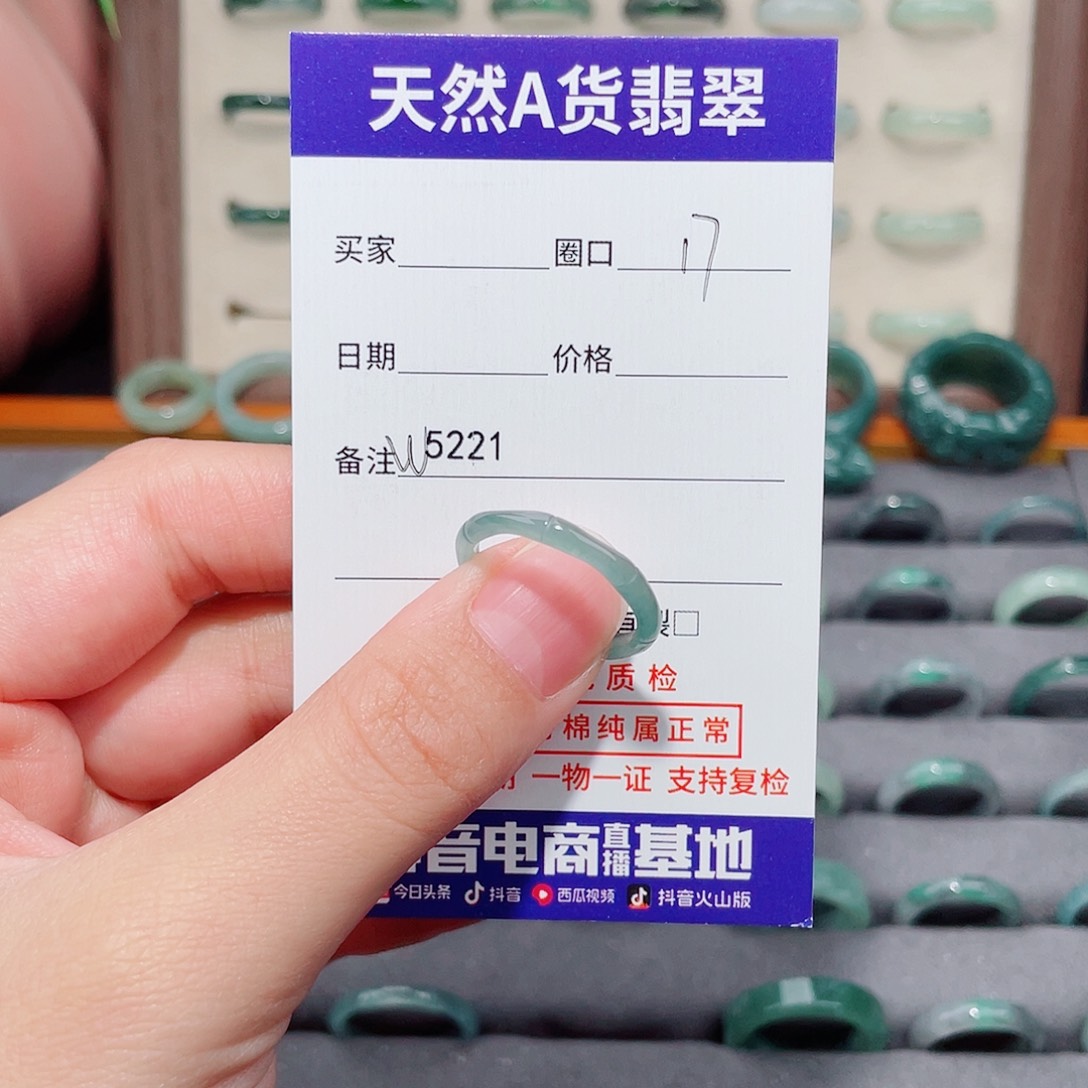 天然A货翡翠
买家 圈口 17
日期 价格
备注 W5221
裂□
质检
棉纯属正常
一物一证 支持复检
音电商直播基地
今日头条 抖音 西瓜视频 抖音火山版